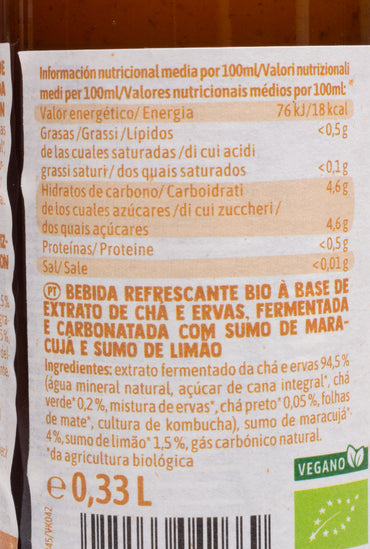 Información nutricional media por 100ml/Valori nutrizionali
medi per 100ml/Valores nutricionais médios por 100ml:*
Valor energético/Energia 76 kJ/18 kcal
Grasas/Grassi/Lípidos <0,5g
de las cuales saturadas/di cui acidi
grassi saturi/dos quais saturados <0,1g
Hidratos de carbono/Carboidrati 4,6g
de los cuales azúcares/di cui zuccheri/
dos quais açúcares 4,6g
Proteínas/Proteine <0,5g
Sal/Sale <0,01g
PT BEBIDA REFRESCANTE BIO À BASE DE
EXTRATO DE CHÁ E ERVAS, FERMENTADA
E CARBONATADA COM SUMO DE MARA-
CUJÁ E SUMO DE LIMÃO
Ingredientes: extrato fermentado da chá e ervas 94,5%
(água mineral natural, açúcar de cana integral*, chá
verde* 0,2%, mistura de ervas*, chá preto* 0,05%, folhas
de mate*, cultura de kombucha), sumo de maracujá*
4%, sumo de limão* 1,5%, gás carbónico natural.
*da agricultura biológica
VEGANO
e 0,33 L
45/VK042